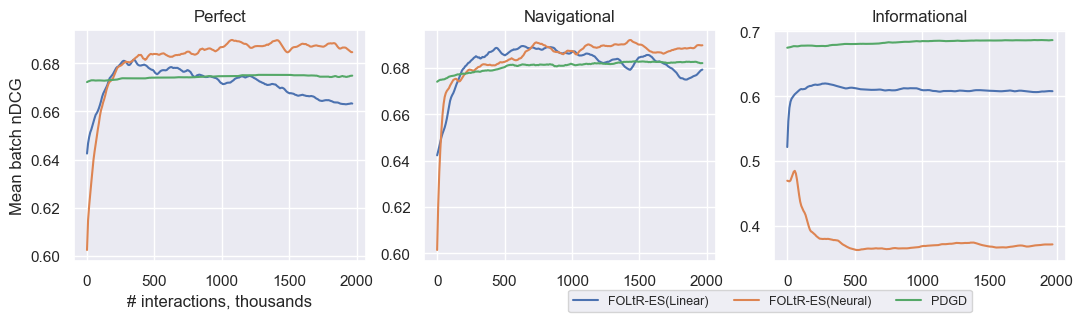 Perfect
Navigational
Informational
Mean batch nDCG
0.68
0.66
0.64
0.62
0.60
0 500 1000 1500 2000
# interactions, thousands
0.68
0.66
0.64
0.62
0.60
0 500 1000 1500 2000
0.7
0.6
0.5
0.4
0 500 1000 1500 2000
FOLtR-ES(Linear) FOLtR-ES(Neural) PDGD